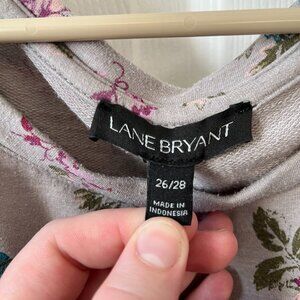 LANE BRYANT
26/28
MADE IN
INDONESIA